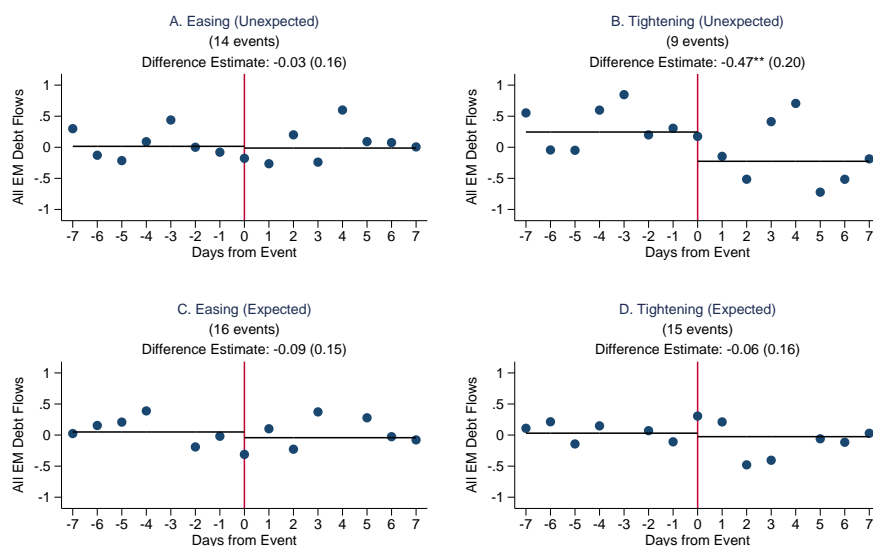 A. Easing (Unexpected)
(14 events)
Difference Estimate: -0.03 (0.16)
All EM Debt Flows
1
.5
0
-.5
-1
-7 -6 -5 -4 -3 -2 -1 0 1 2 3 4 5 6 7
Days from Event
B. Tightening (Unexpected)
(9 events)
Difference Estimate: -0.47** (0.20)
All EM Debt Flows
1
.5
0
-.5
-1
-7 -6 -5 -4 -3 -2 -1 0 1 2 3 4 5 6 7
Days from Event
C. Easing (Expected)
(16 events)
Difference Estimate: -0.09 (0.15)
All EM Debt Flows
1
.5
0
-.5
-1
-7 -6 -5 -4 -3 -2 -1 0 1 2 3 4 5 6 7
Days from Event
D. Tightening (Expected)
(15 events)
Difference Estimate: -0.06 (0.16)
All EM Debt Flows
1
.5
0
-.5
-1
-7 -6 -5 -4 -3 -2 -1 0 1 2 3 4 5 6 7
Days from Event